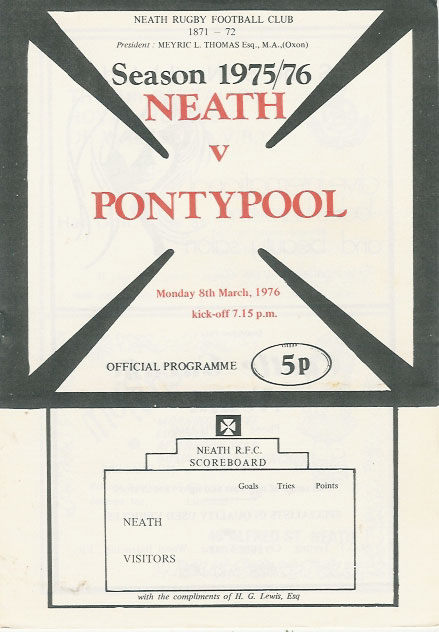 NEATH RUGBY FOOTBALL CLUB
1871 — 72
President : MEYRIC L. THOMAS Esq., M.A.,(Oxon)
Season 1975/76
NEATH
v
PONTYPOOL
Monday 8th March, 1976
kick-off 7.15 p.m.
OFFICIAL PROGRAMME
5p
NEATH R.F.C.
SCOREBOARD
Goals Tries Points
NEATH
VISITORS
with the compliments of H. G. Lewis, Esq